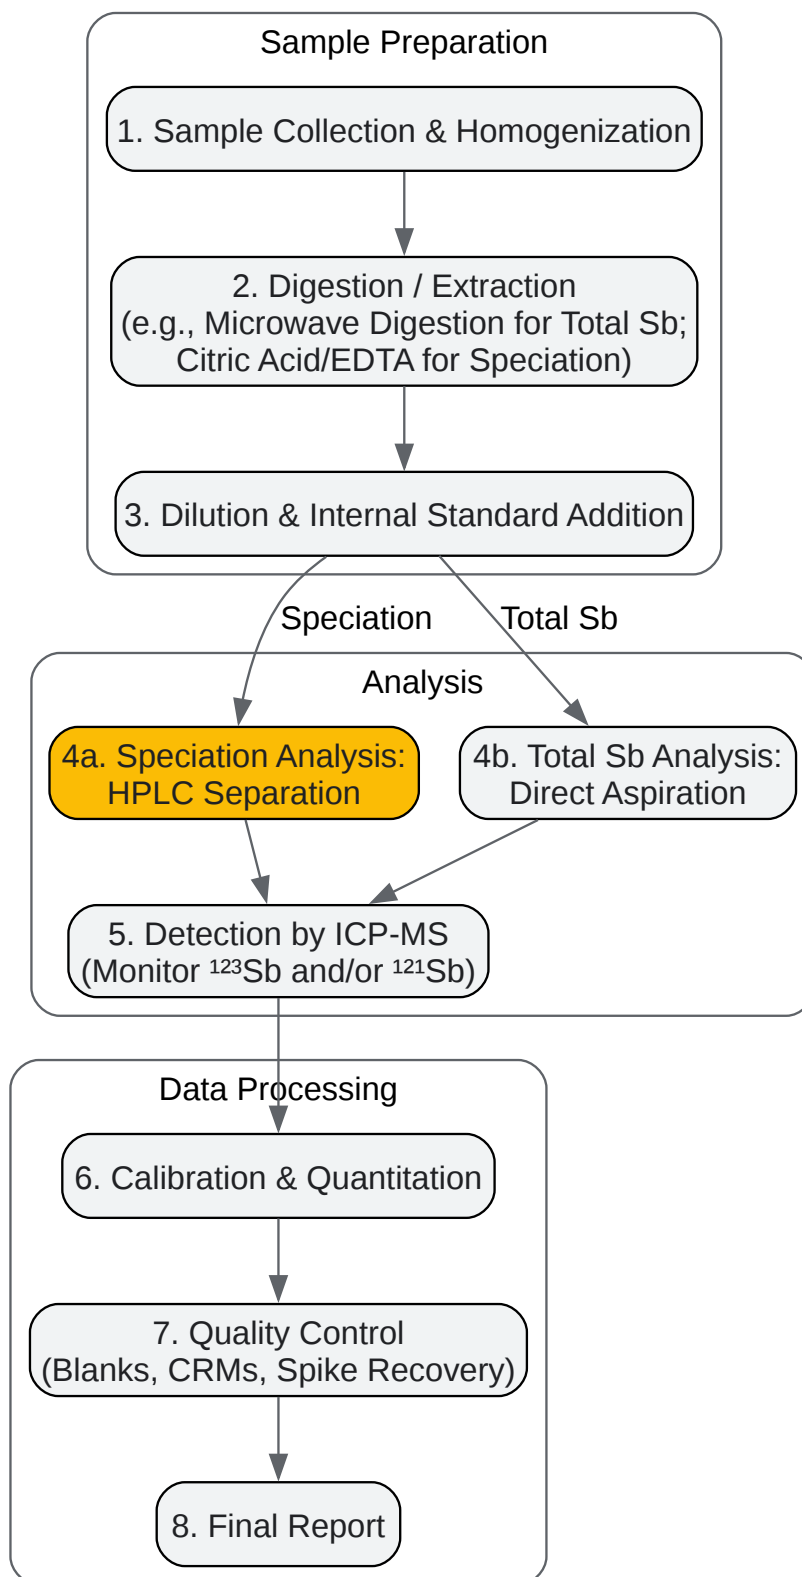 Sample Preparation
1. Sample Collection & Homogenization
2. Digestion / Extraction
(e.g., Microwave Digestion for Total Sb;
Citric Acid/EDTA for Speciation)
3. Dilution & Internal Standard Addition
Speciation
Total Sb
Analysis
4a. Speciation Analysis:
HPLC Separation
4b. Total Sb Analysis:
Direct Aspiration
5. Detection by ICP-MS
(Monitor ¹²³Sb and/or ¹²¹Sb)
Data Processing
6. Calibration & Quantitation
7. Quality Control
(Blanks, CRMs, Spike Recovery)
8. Final Report